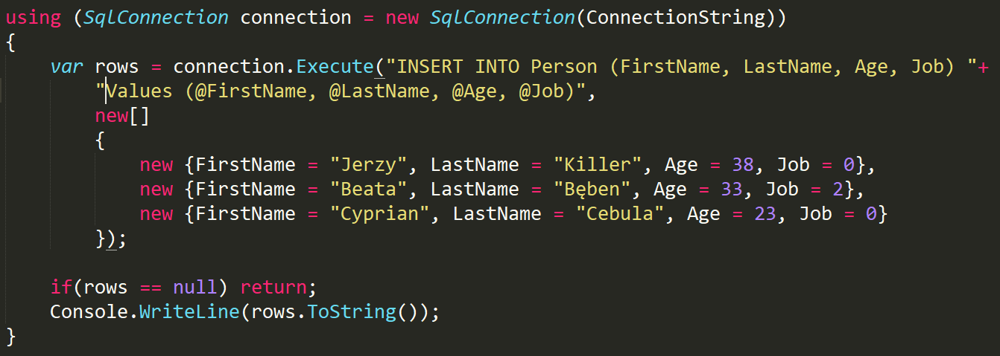 using (SqlConnection connection = new SqlConnection(ConnectionString))
{
    var rows = connection.Execute("INSERT INTO Person (FirstName, LastName, Age, Job) "+
        "Values (@FirstName, @LastName, @Age, @Job)",
        new[]
        {
            new {FirstName = "Jerzy", LastName = "Killer", Age = 38, Job = 0},
            new {FirstName = "Beata", LastName = "Bęben", Age = 33, Job = 2},
            new {FirstName = "Cyprian", LastName = "Cebula", Age = 23, Job = 0}
        });

    if(rows == null) return;
    Console.WriteLine(rows.ToString());
}